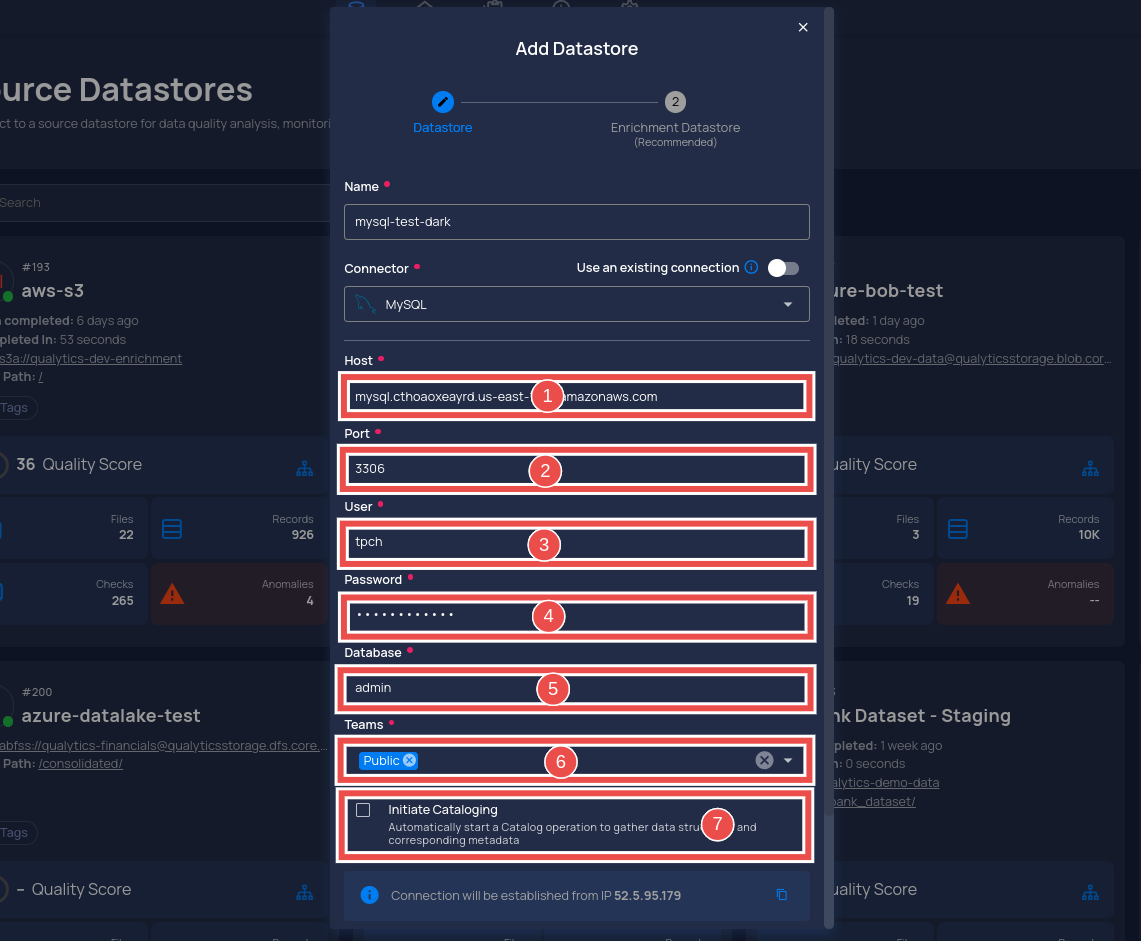 Add Datastore
2
Datastore
Enrichment Datastore
(Recommended)
Name
mysql-test-dark
Connector
Use an existing connection
MySQL
Host
mysql.cthoaoxeayrd.us-east- amazonaws.com
1
Port
3306
2
User
tpch
3
Password
4
Database
admin
5
Teams
Public
6
Initiate Cataloging
Automatically start a Catalog operation to gather data and
corresponding metadata
7
Connection will be established from IP 52.5.95.179
urce Datastores
ct to a source datastore for data quality analysis, monitori
Search
#193
aws-s3
completed: 6 days ago
pleted In: 53 seconds
s3a://qualytics-dev-enrichment
Path: /
Tags
36 Quality Score
Files
22
Records
926
Checks
265
Anomalies
4
#200
azure-datalake-test
abfss://qualytics-financials@qualyticsstorage.dfs.core...
Path: /consolidated/
Tags
– Quality Score
ure-bob-test
leted: 1 day ago
n: 18 seconds
qualytics-dev-data@qualyticsstorage.blob.cor...
uality Score
Files
3
Records
10K
Checks
19
Anomalies
--
nk Dataset - Staging
pleted: 1 week ago
n: 0 seconds
alytics-demo-data
bank_dataset/
uality Score